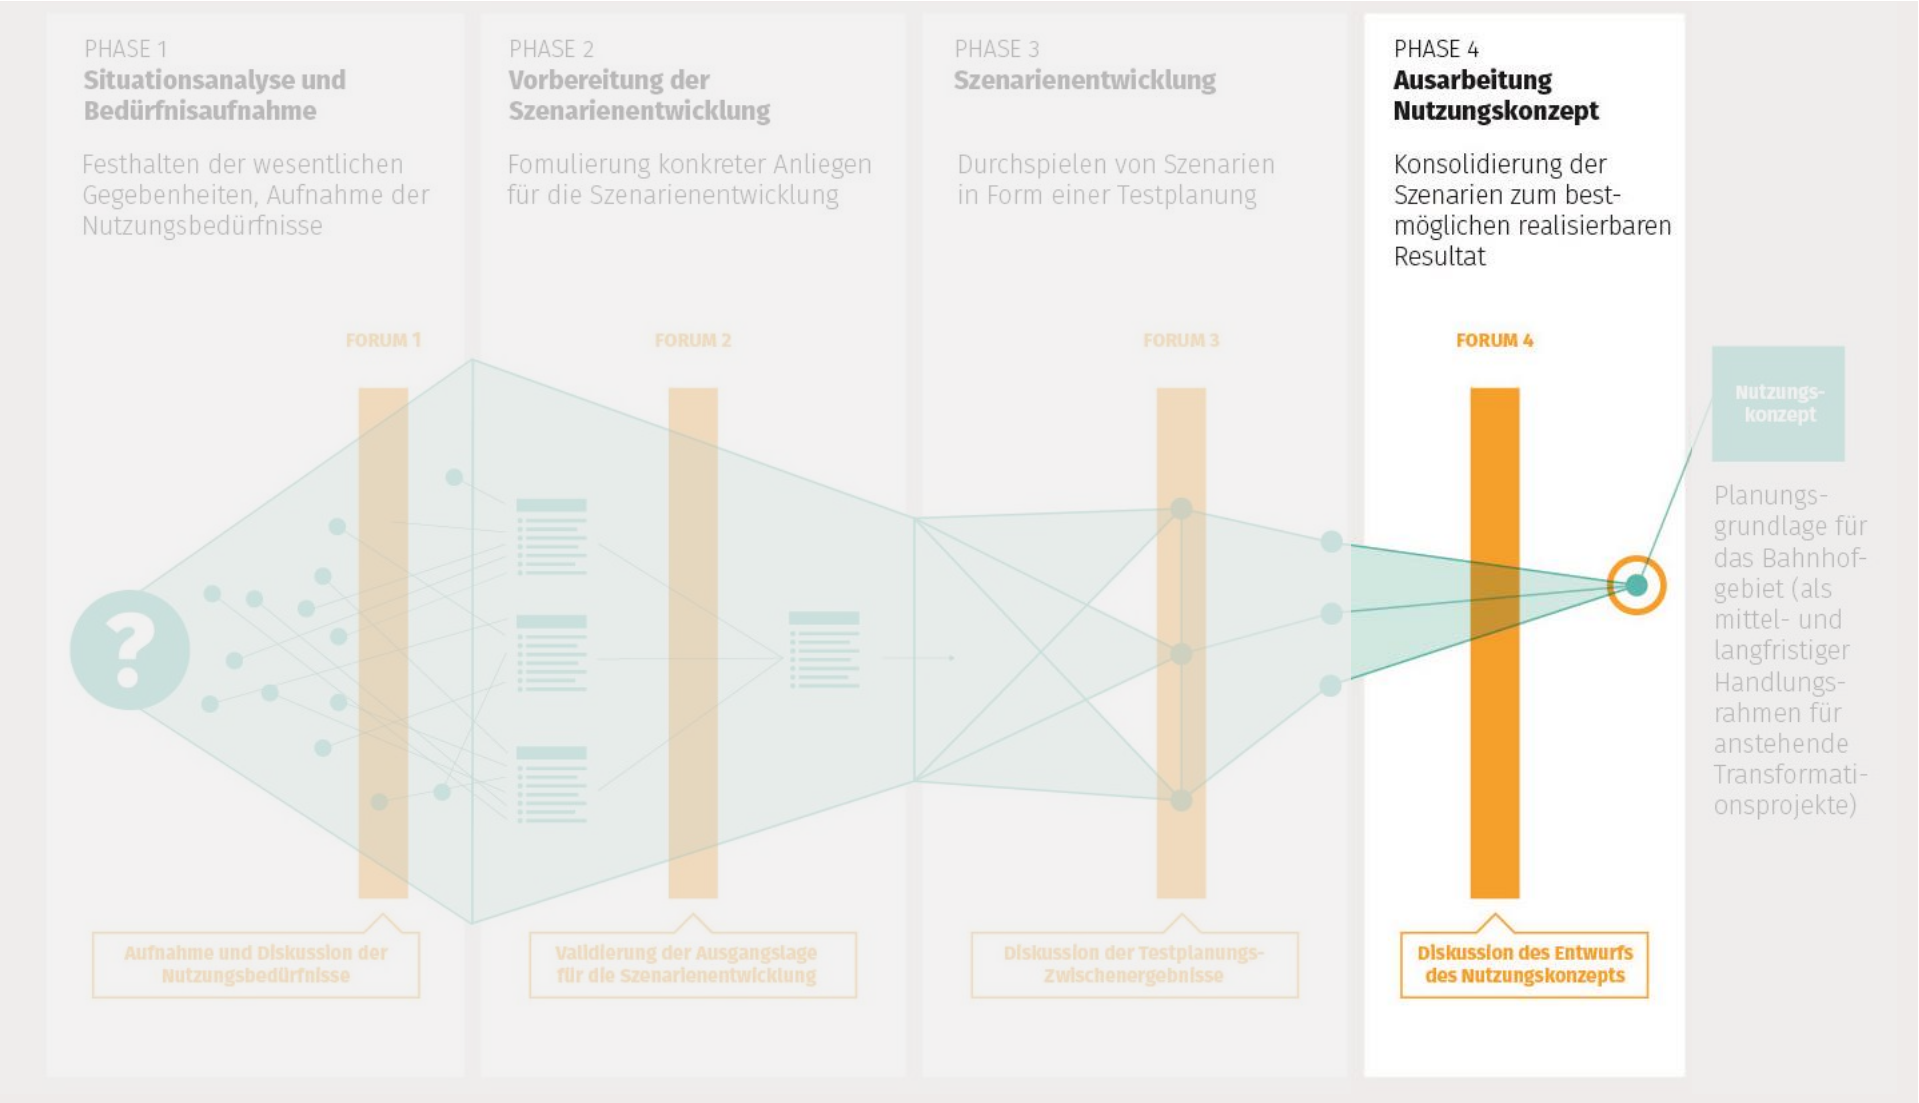 PHASE 1
Situationsanalyse und
Bedürfnisaufnahme
Festhalten der wesentlichen
Gegebenheiten, Aufnahme der
Nutzungsbedürfnisse
FORUM 1
?
Aufnahme und Diskussion der
Nutzungsbedürfnisse
PHASE 2
Vorbereitung der
Szenarienentwicklung
Fomulierung konkreter Anliegen
für die Szenarienentwicklung
FORUM 2
Validierung der Ausgangslage
für die Szenarienentwicklung
PHASE 3
Szenarienentwicklung
Durchspielen von Szenarien
in Form einer Testplanung
FORUM 3
Diskussion der Testplanungs-
Zwischenergebnisse
PHASE 4
Ausarbeitung
Nutzungskonzept
Konsolidierung der
Szenarien zum best-
möglichen realisierbaren
Resultat
FORUM 4
Diskussion des Entwurfs
des Nutzungskonzepts
Nutzungs-
konzept
Planungs-
grundlage für
das Bahnhof-
gebiet (als
mittel- und
langfristiger
Handlungs-
rahmen für
anstehende
Transformati-
onsprojekte)